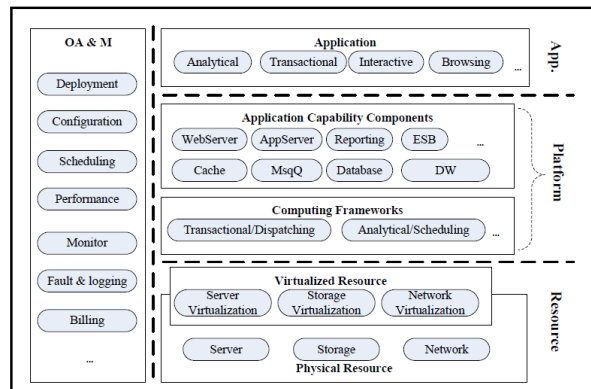 OA & M
Deployment
Configuration
Scheduling
Performance
Monitor
Fault & logging
Billing
...
Application
Analytical Transactional Interactive Browsing ...
App.
Application Capability Components
WebServer AppServer Reporting ESB ...
Cache MsqQ Database DW
Computing Frameworks
Transactional/Dispatching Analytical/Scheduling ...
Platform
Virtualized Resource
Server Storage Network
Virtualization Virtualization Virtualization
Server Storage Network
Physical Resource
Resource